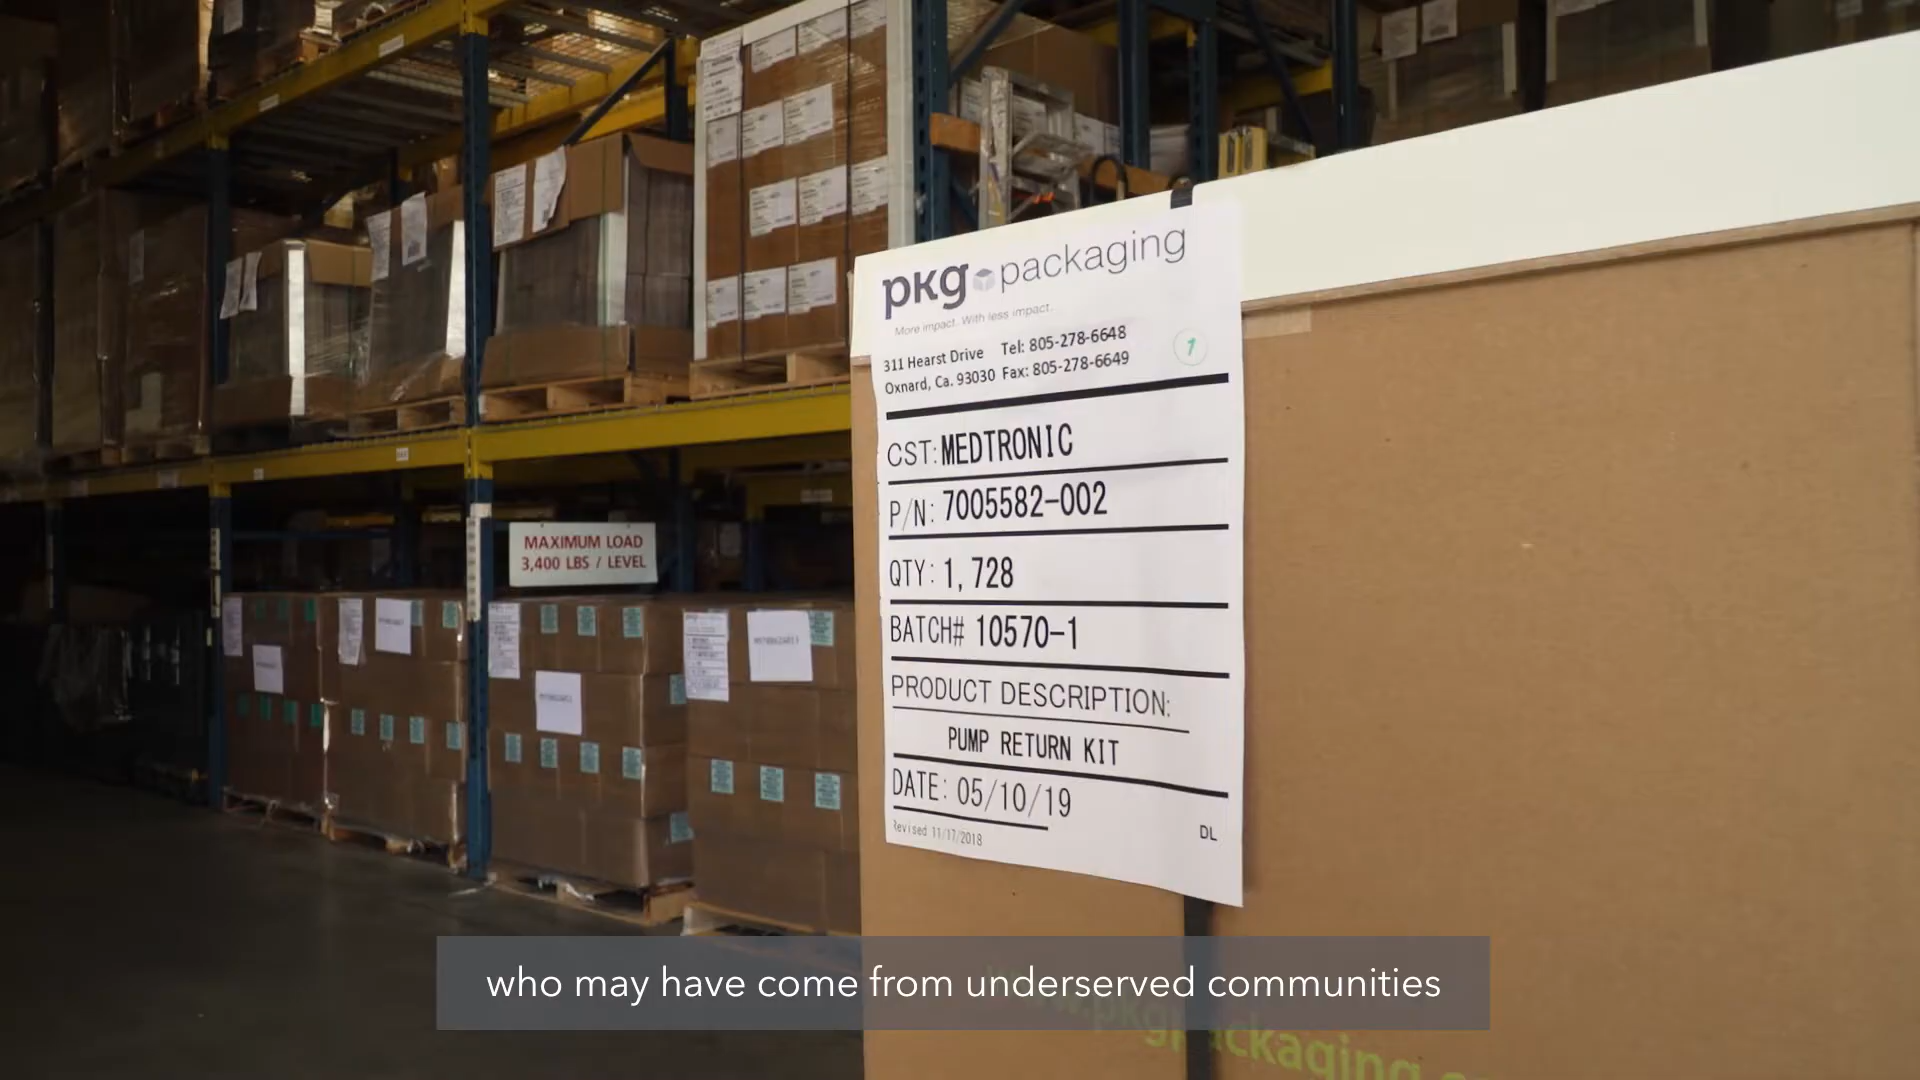 pkg packaging
More impact. With less impact.
311 Hearst Drive Tel: 805-278-6648
Oxnard, Ca. 93030 Fax: 805-278-6649
1
CST: MEDTRONIC
P/N: 7005582-002
QTY: 1,728
BATCH# 10570-1
PRODUCT DESCRIPTION:
PUMP RETURN KIT
DATE: 05/10/19
Revised 11/17/2018
DL
MAXIMUM LOAD
3,400 LBS / LEVEL
who may have come from underserved communities